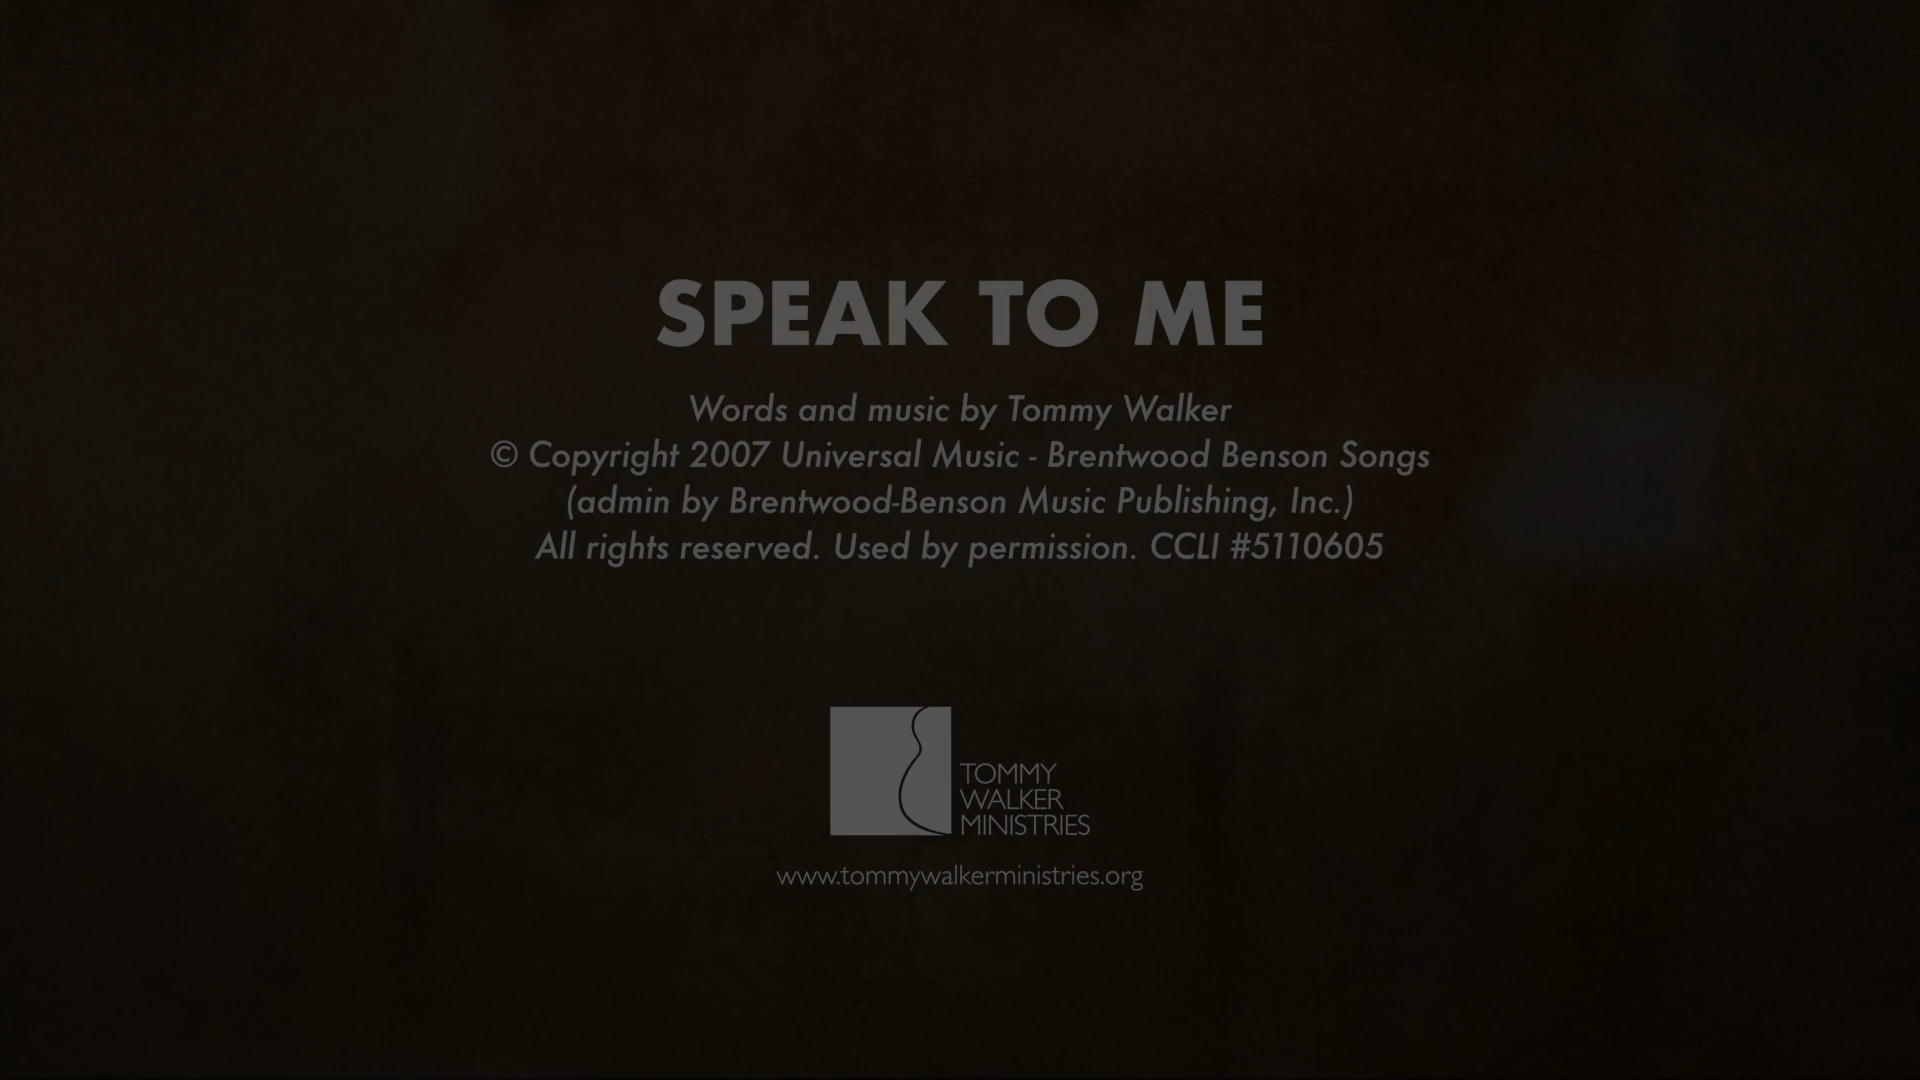 SPEAK TO ME
Words and music by Tommy Walker
© Copyright 2007 Universal Music - Brentwood Benson Songs
(admin by Brentwood-Benson Music Publishing, Inc.)
All rights reserved. Used by permission. CCLI #5110605
TOMMY
WALKER
MINISTRIES
www.tommywalkerministries.org